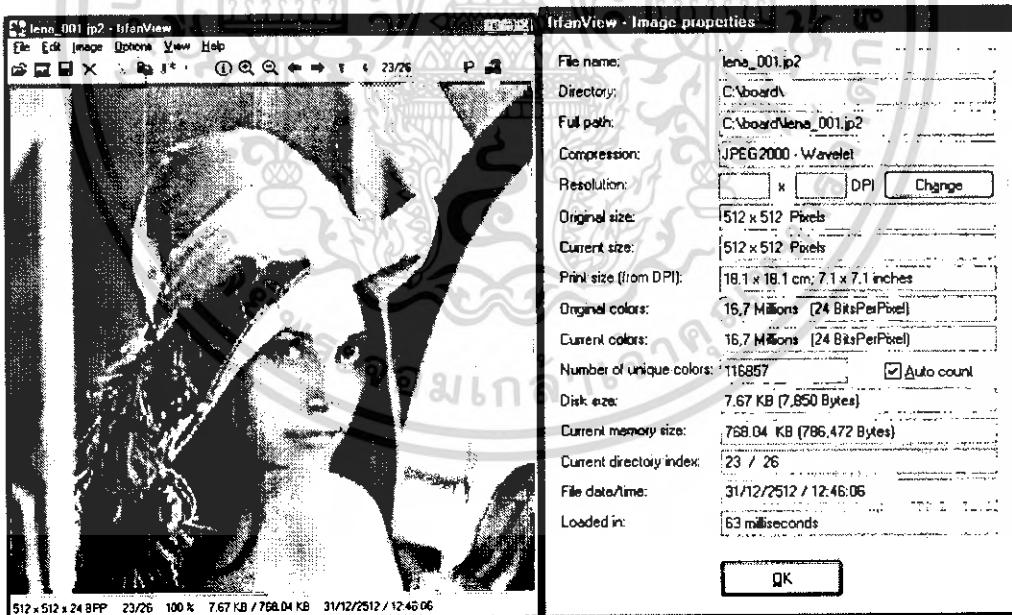 lena_001.jp2 - IrfanView
File Edit Image Options View Help
23/26
512 x 512 x 24 BPP 23/26 100 % 7.67 KB / 768.04 KB 31/12/2512 / 12:46:06
IrfanView - Image properties
File name: lena_001.jp2
Directory: C:\board\
Full path: C:\board\lena_001.jp2
Compression: JPEG2000 - Wavelet
Resolution: x DPI Change
Original size: 512 x 512 Pixels
Current size: 512 x 512 Pixels
Print size (from DPI): 18.1 x 18.1 cm; 7.1 x 7.1 inches
Original colors: 16,7 Millions (24 BitsPerPixel)
Current colors: 16,7 Millions (24 BitsPerPixel)
Number of unique colors: 116857 Auto count
Disk size: 7.67 KB (7,850 Bytes)
Current memory size: 768.04 KB (786,472 Bytes)
Current directory index: 23 / 26
File date/time: 31/12/2512 / 12:46:06
Loaded in: 63 milliseconds
OK